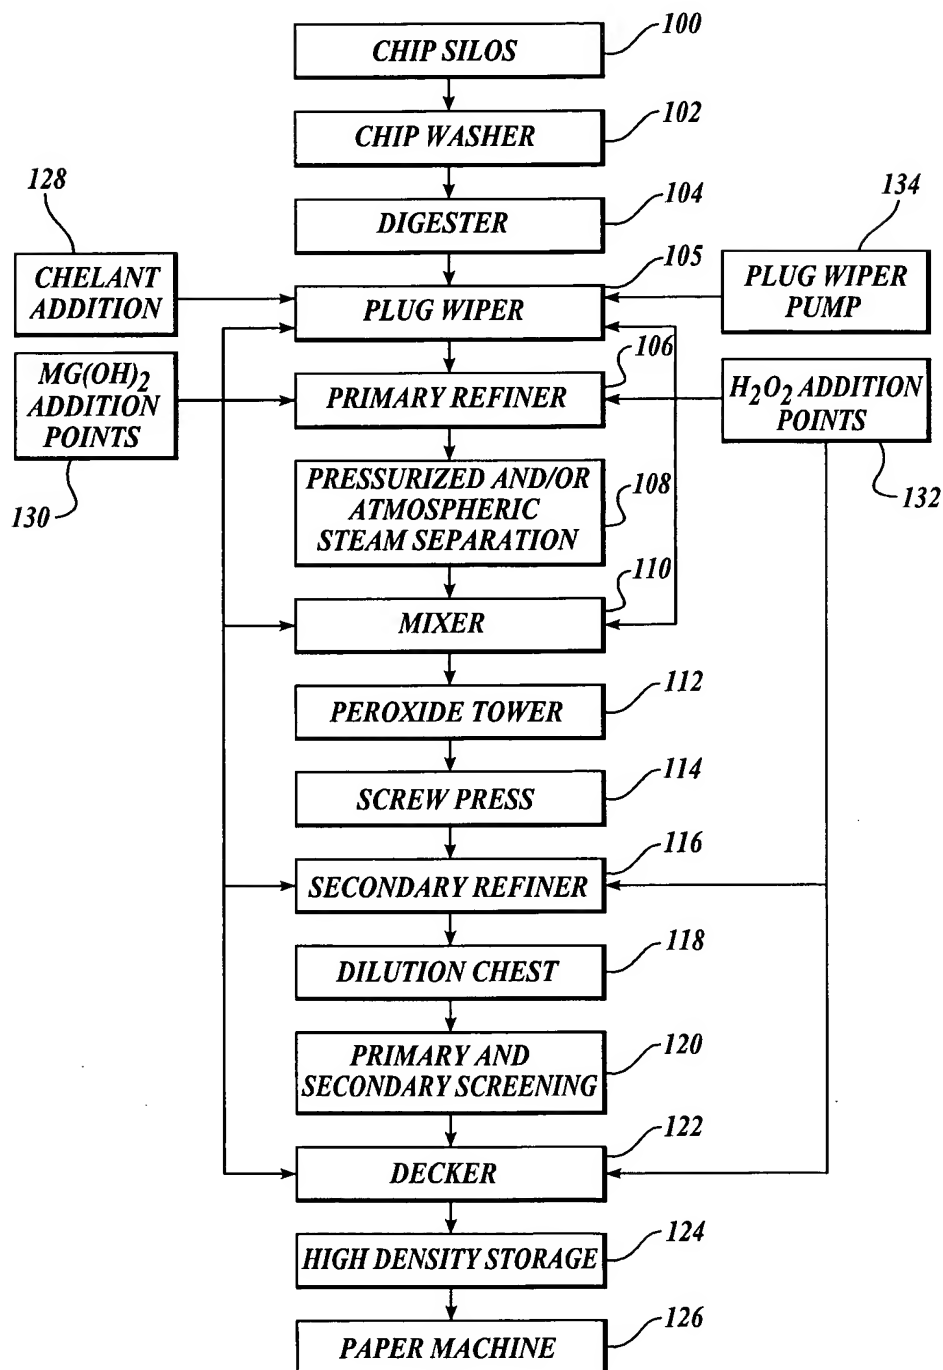 100
CHIP SILOS
102
CHIP WASHER
128
134
104
DIGESTER
105
CHELANT
ADDITION
PLUG WIPER
PLUG WIPER
PUMP
106
MG(OH)2
ADDITION
POINTS
PRIMARY REFINER
H2O2 ADDITION
POINTS
130
132
108
PRESSURIZED AND/OR
ATMOSPHERIC
STEAM SEPARATION
110
MIXER
112
PEROXIDE TOWER
114
SCREW PRESS
116
SECONDARY REFINER
118
DILUTION CHEST
120
PRIMARY AND
SECONDARY SCREENING
122
DECKER
124
HIGH DENSITY STORAGE
126
PAPER MACHINE